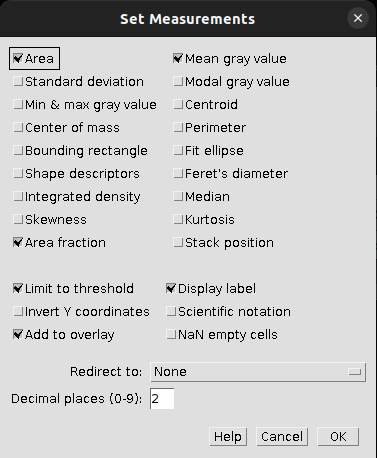 Set Measurements
Area Mean gray value
Standard deviation Modal gray value
Min & max gray value Centroid
Center of mass Perimeter
Bounding rectangle Fit ellipse
Shape descriptors Feret's diameter
Integrated density Median
Skewness Kurtosis
Area fraction Stack position
Limit to threshold Display label
Invert Y coordinates Scientific notation
Add to overlay NaN empty cells
Redirect to: None
Decimal places (0-9): 2
Help Cancel OK